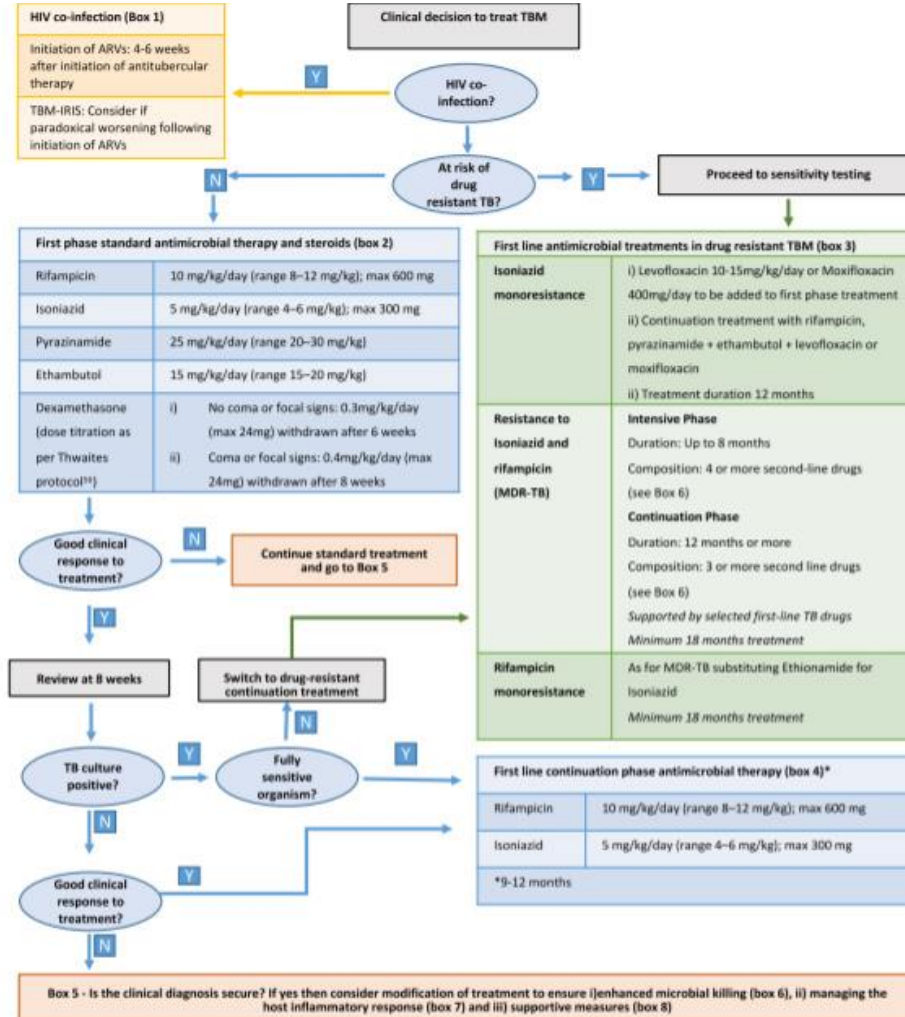 HIV co-infection (Box 1)
Initiation of ARVs: 4-6 weeks
after initiation of antitubercular
therapy
TBM-IRIS: Consider if
paradoxical worsening following
initiation of ARVs
Clinical decision to treat TBM
Y
HIV co-
infection?
N
At risk of
drug
resistant TB?
Y
Proceed to sensitivity testing
First phase standard antimicrobial therapy and steroids (box 2)
Rifampicin 10 mg/kg/day (range 8–12 mg/kg); max 600 mg
Isoniazid 5 mg/kg/day (range 4–6 mg/kg); max 300 mg
Pyrazinamide 25 mg/kg/day (range 20–30 mg/kg)
Ethambutol 15 mg/kg/day (range 15–20 mg/kg)
Dexamethasone i) No coma or focal signs: 0.3mg/kg/day
(dose titration as (max 24mg) withdrawn after 6 weeks
per Thwaites ii) Coma or focal signs: 0.4mg/kg/day (max
protocol) 24mg) withdrawn after 8 weeks
First line antimicrobial treatments in drug resistant TBM (box 3)
Isoniazid i) Levofloxacin 10-15mg/kg/day or Moxifloxacin
monoresistance 400mg/day to be added to first phase treatment
ii) Continuation treatment with rifampicin,
pyrazinamide + ethambutol + levofloxacin or
moxifloxacin
ii) Treatment duration 12 months
Resistance to Intensive Phase
Isoniazid and Duration: Up to 8 months
rifampicin Composition: 4 or more second-line drugs
(MDR-TB) (see Box 6)
Continuation Phase
Duration: 12 months or more
Composition: 3 or more second line drugs
(see Box 6)
Supported by selected first-line TB drugs
Minimum 18 months treatment
Rifampicin As for MDR-TB substituting Ethionamide for
monoresistance Isoniazid
Minimum 18 months treatment
Good clinical
response to
treatment?
N
Continue standard treatment
and go to Box 5
Y
Review at 8 weeks
Switch to drug-resistant
continuation treatment
N
TB culture
positive?
Y
Fully
sensitive
organism?
Y
First line continuation phase antimicrobial therapy (box 4)*
Rifampicin 10 mg/kg/day (range 8–12 mg/kg); max 600 mg
Isoniazid 5 mg/kg/day (range 4–6 mg/kg); max 300 mg
*9-12 months
N
Y
Good clinical
response to
treatment?
N
Box 5 - Is the clinical diagnosis secure? If yes then consider modification of treatment to ensure i)enhanced microbial killing (box 6), ii) managing the
host inflammatory response (box 7) and iii) supportive measures (box 8)